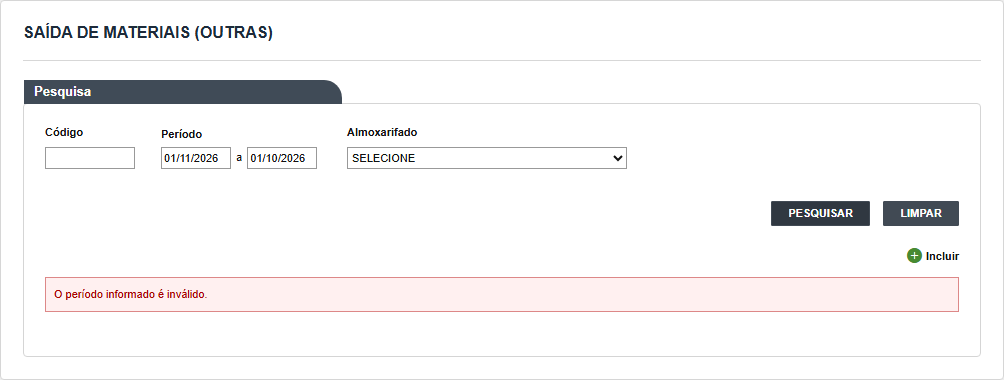 SAÍDA DE MATERIAIS (OUTRAS)
Pesquisa
Código Período Almoxarifado
01/11/2026 a 01/10/2026 SELECIONE
PESQUISAR LIMPAR
Incluir
O período informado é inválido.